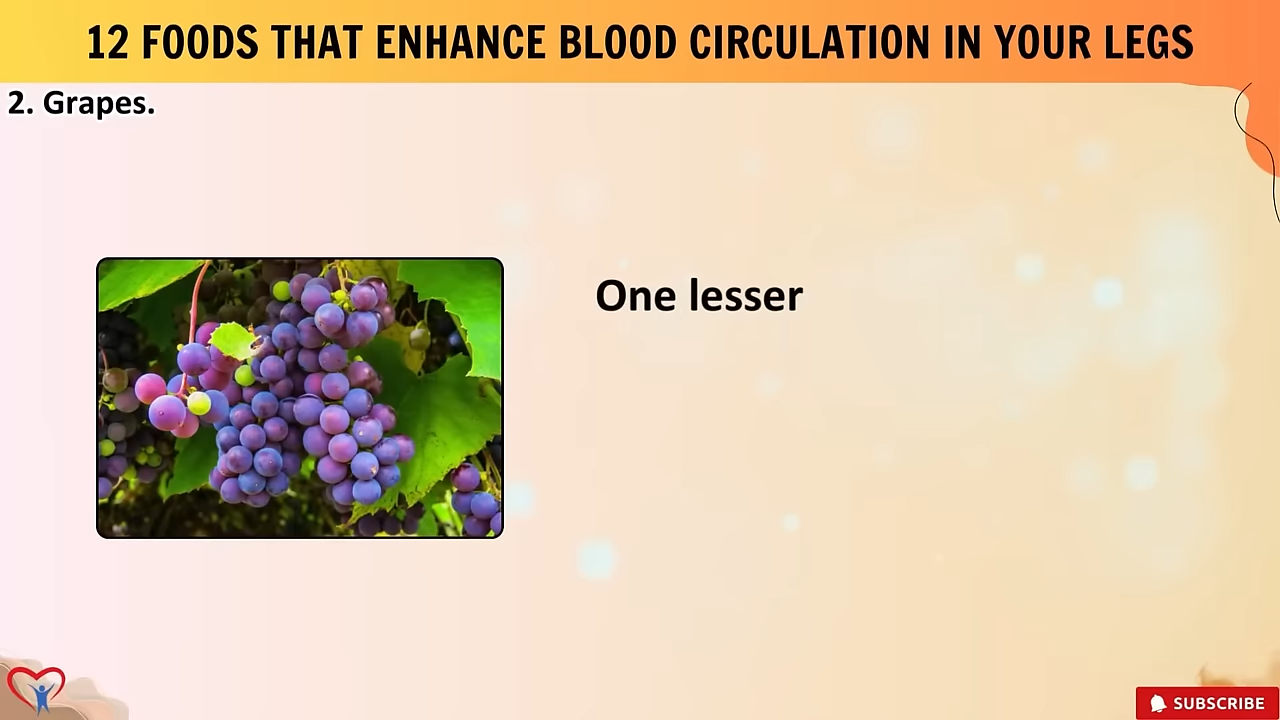 12 FOODS THAT ENHANCE BLOOD CIRCULATION IN YOUR LEGS
2. Grapes.
One lesser
SUBSCRIBE